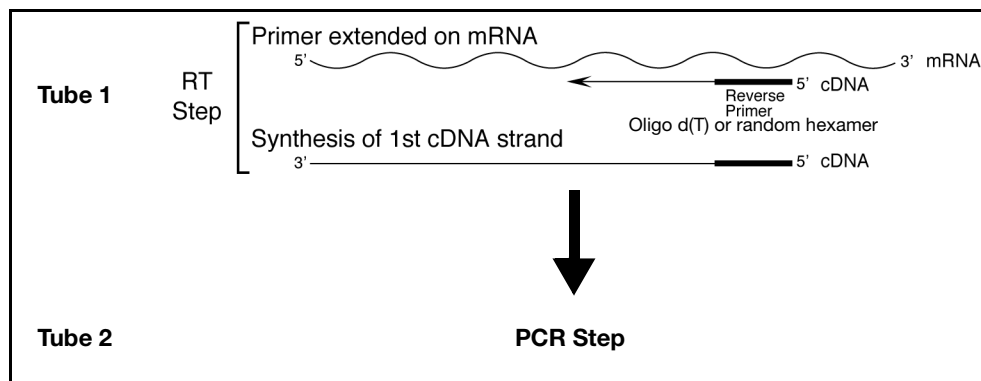 Primer extended on mRNA
5’ 3’ mRNA
Tube 1
RT
Step
5’ cDNA
Reverse
Primer
Oligo d(T) or random hexamer
Synthesis of 1st cDNA strand
3’ 5’ cDNA
Tube 2
PCR Step